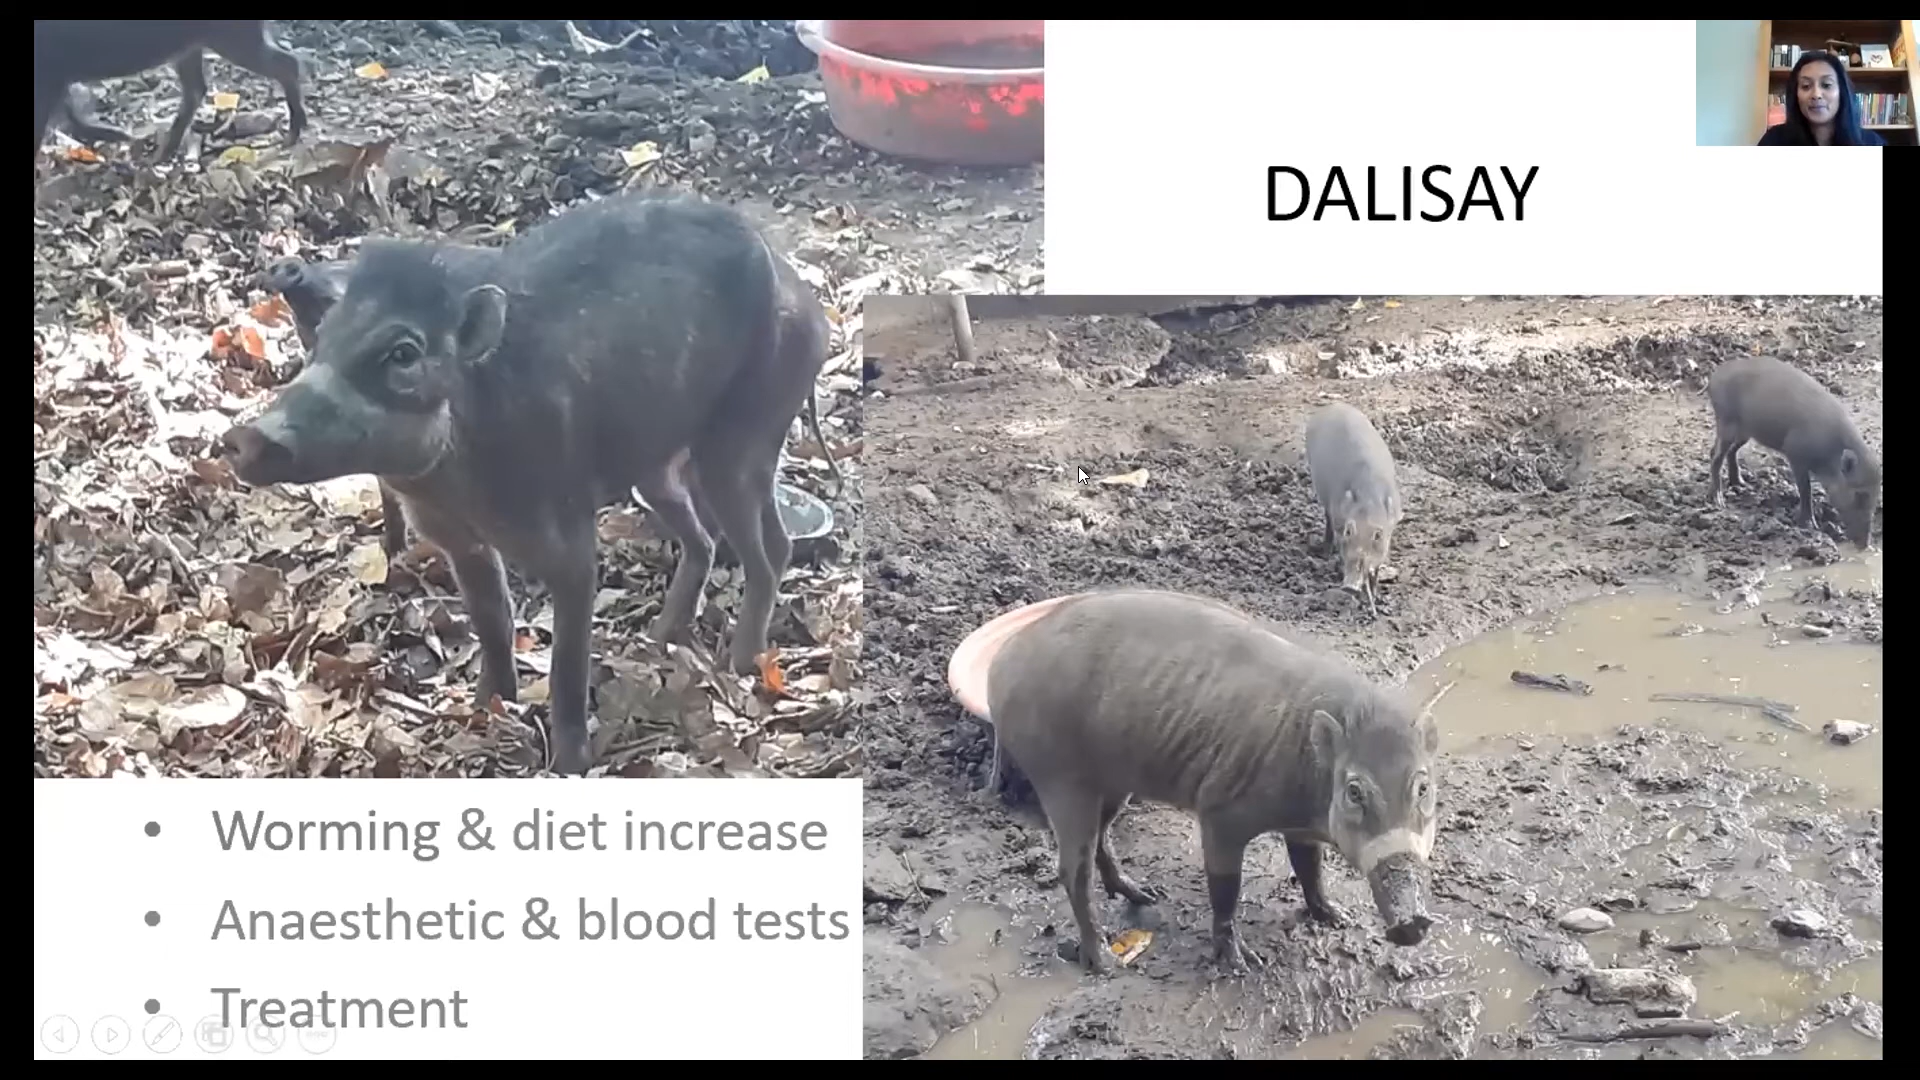 DALISAY
• Worming & diet increase
• Anaesthetic & blood tests
• Treatment